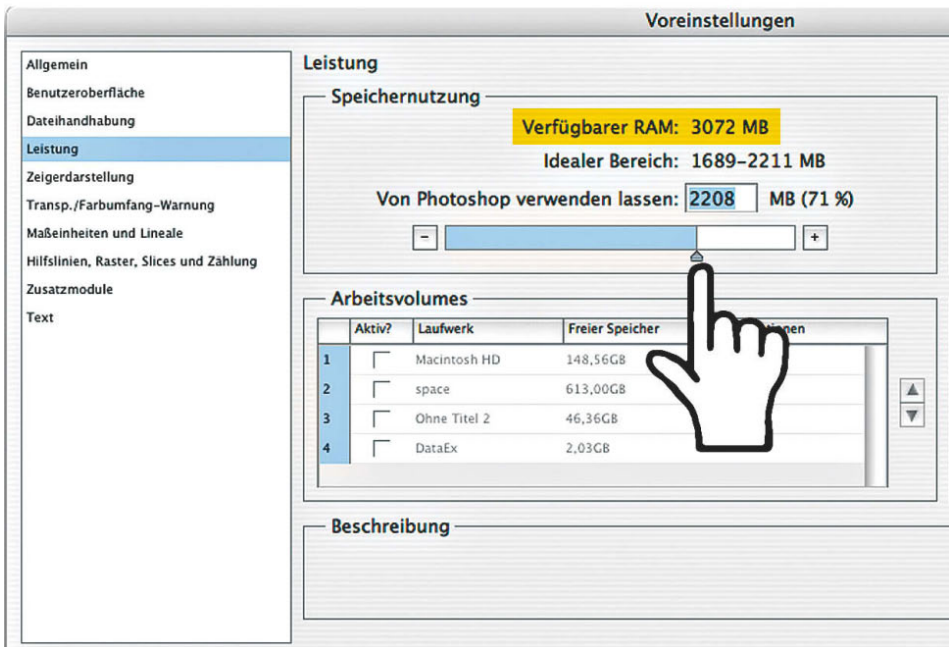 Voreinstellungen
Allgemein
Benutzeroberfläche
Dateihandhabung
Leistung
Zeigerdarstellung
Transp./Farbumfang-Warnung
Maßeinheiten und Lineale
Hilfslinien, Raster, Slices und Zählung
Zusatzmodule
Text
Leistung
Speichernutzung
Verfügbarer RAM: 3072 MB
Idealer Bereich: 1689-2211 MB
Von Photoshop verwenden lassen: 2208 MB (71 %)
- +
Arbeitsvolumes
Aktiv? Laufwerk Freier Speicher
1 Macintosh HD 148,56GB
2 space 613,00GB
3 Ohne Titel 2 46,36GB
4 DataEx 2,03GB
Beschreibung